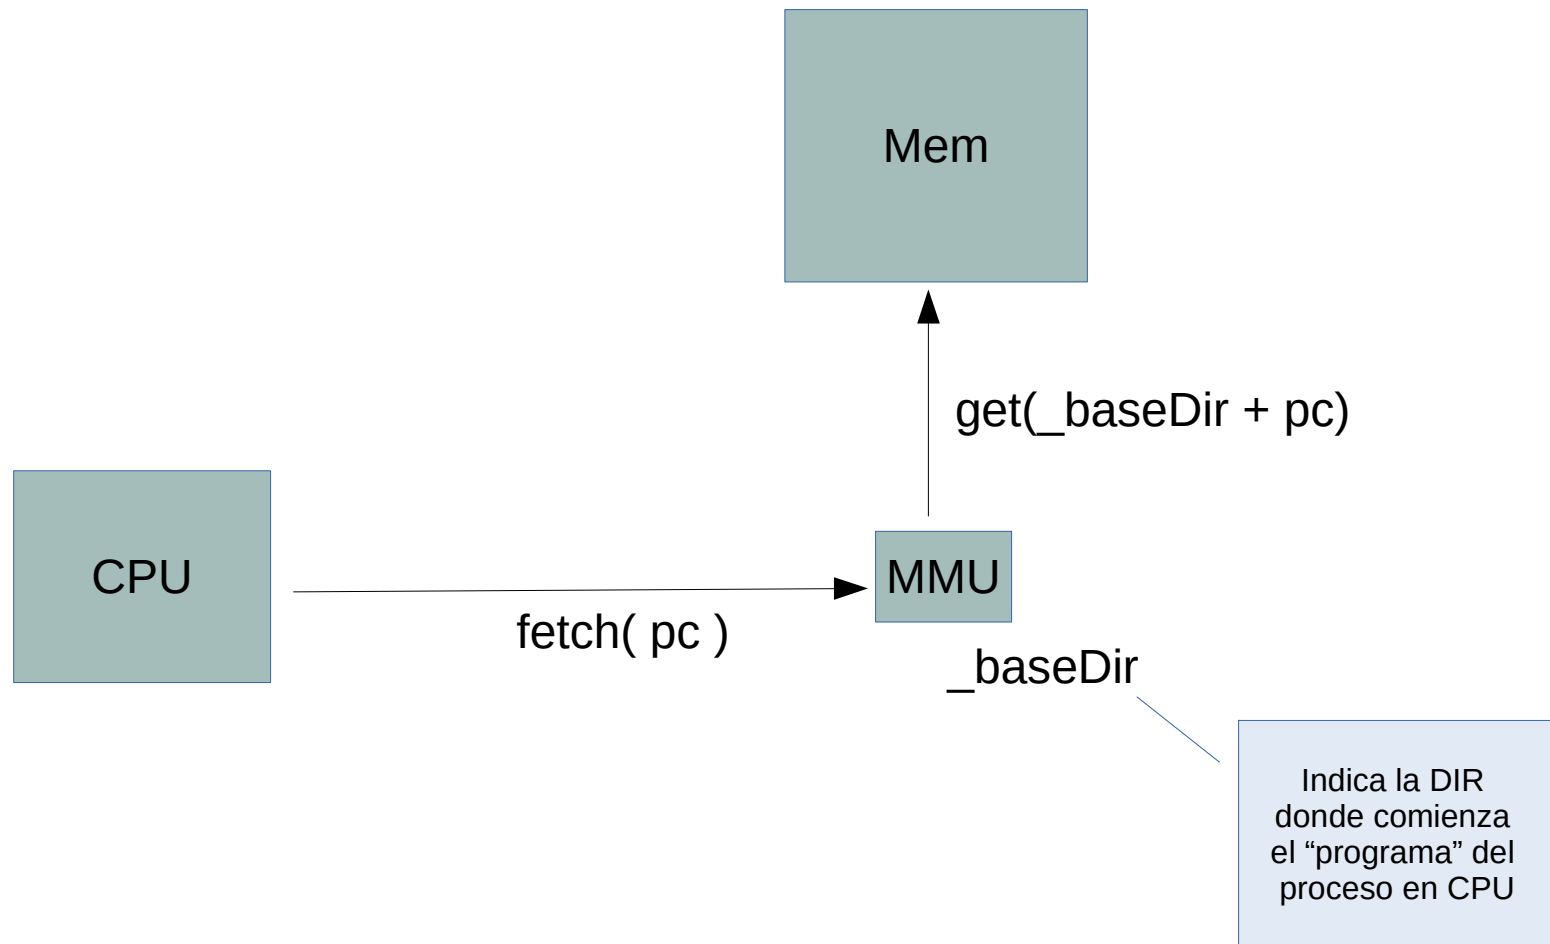 Mem
get(_baseDir + pc)
CPU
MMU
fetch( pc )
_baseDir
Indica la DIR
donde comienza
el “programa” del
proceso en CPU